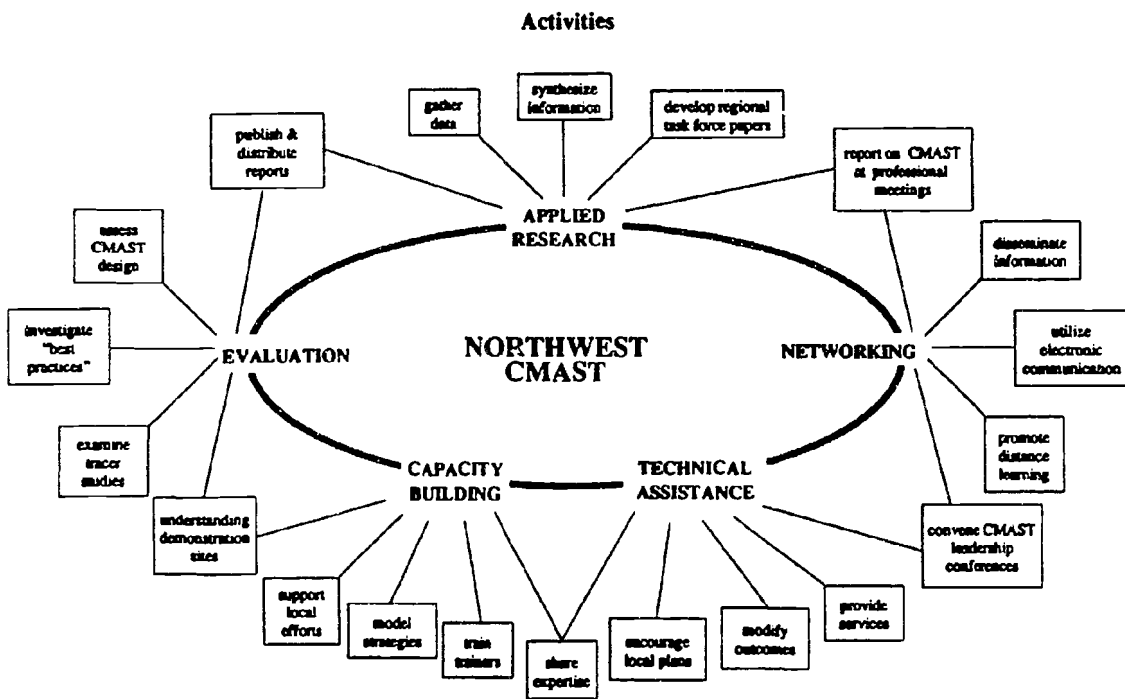 Activities
gather
data
synthesize
information
develop regional
task force papers
publish &
distribute
reports
report on CMAST
at professional
meetings
APPLIED
RESEARCH
assess
CMAST
design
disseminate
information
investigate
"best
practices"
EVALUATION
NORTHWEST
CMAST
NETWORKING
utilize
electronic
communication
examine
tracer
studies
CAPACITY
BUILDING
TECHNICAL
ASSISTANCE
promote
distance
learning
understanding
demonstration
sites
convene CMAST
leadership
conferences
support
local
efforts
model
strategies
train
trainers
share
expertise
encourage
local plans
modify
outcomes
provide
services